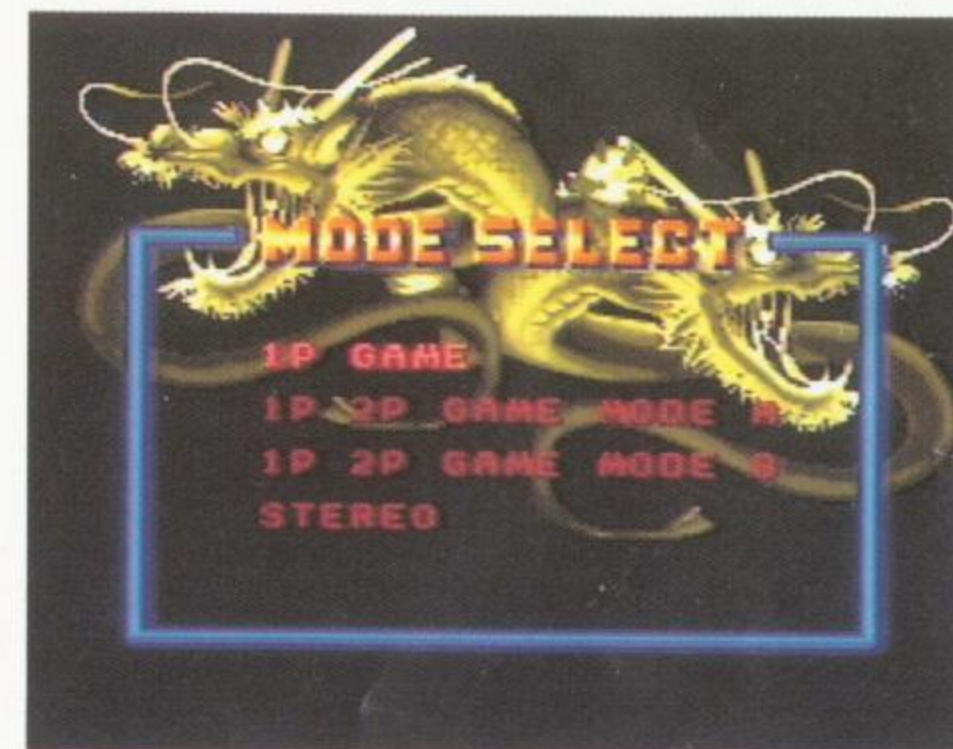 MODE SELECT
1P GAME
1P 2P GAME MODE A
1P 2P GAME MODE B
STEREO